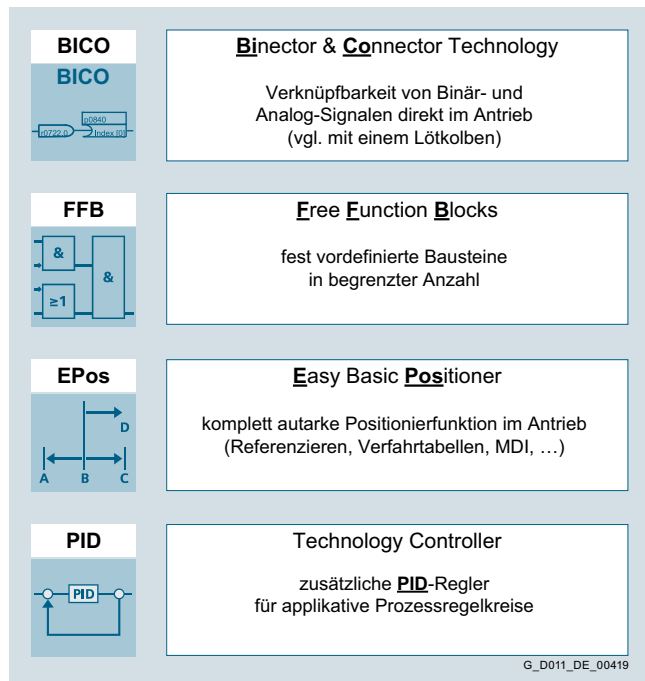 BICO
BICO
p0840
r0722.0
Index [0]
Binector & Connector Technology
Verknüpfbarkeit von Binär- und
Analog-Signalen direkt im Antrieb
(vgl. mit einem Lötkolben)
FFB
&
&
≥1
Free Function Blocks
fest vordefinierte Bausteine
in begrenzter Anzahl
EPos
D
A B C
Easy Basic Positioner
komplett autarke Positionierfunktion im Antrieb
(Referenzieren, Verfahrtabellen, MDI, …)
PID
PID
Technology Controller
zusätzliche PID-Regler
für applikative Prozessregelkreise
G_D011_DE_00419